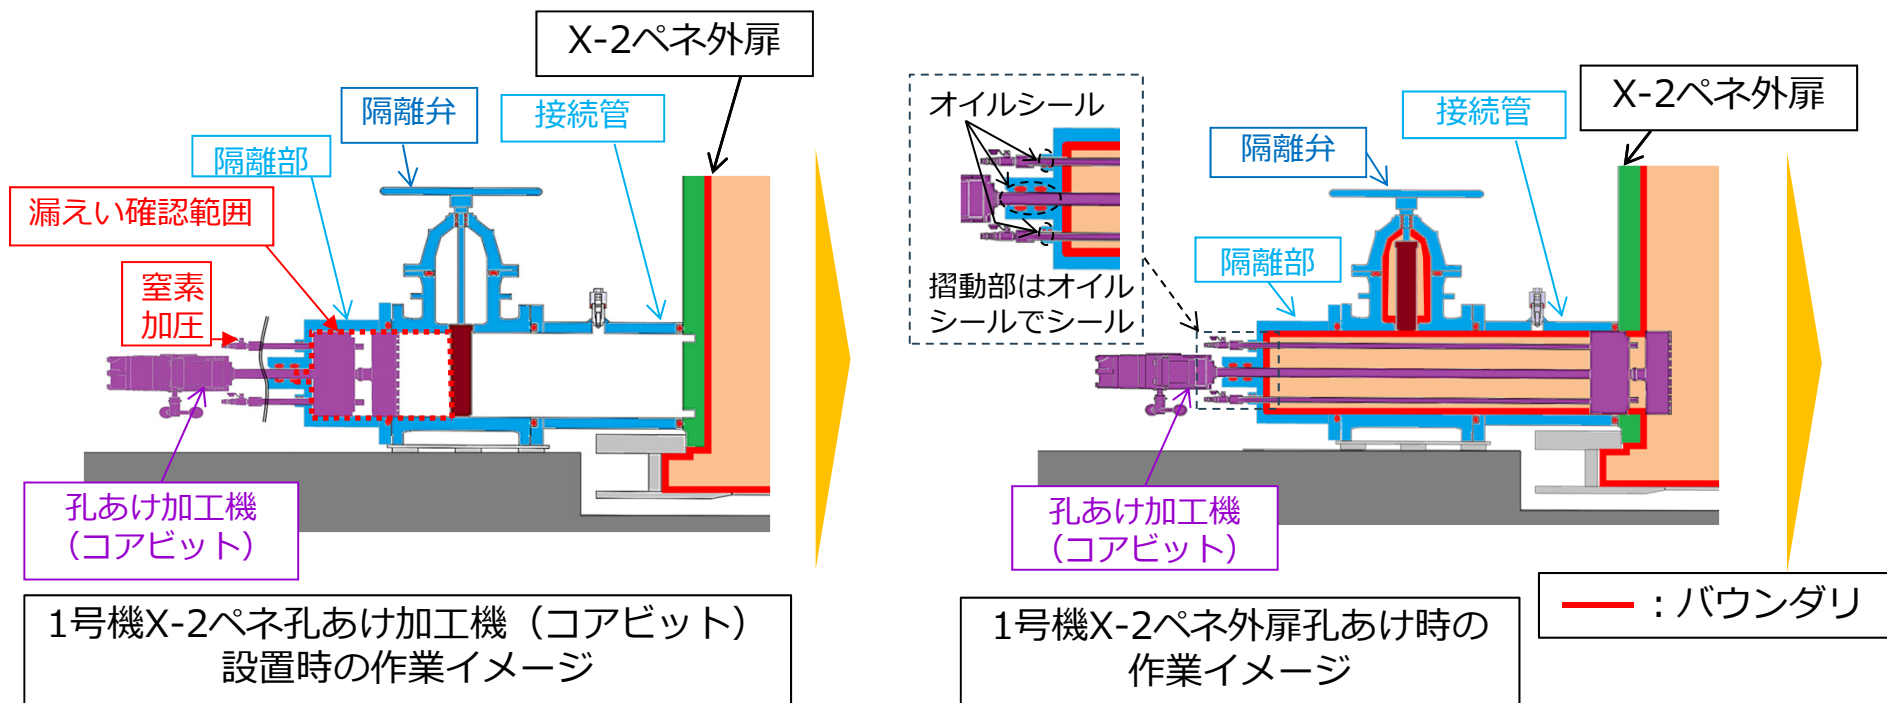 X-2ペネ外扉
隔離弁
接続管
隔離部
漏えい確認範囲
窒素
加圧
孔あけ加工機
（コアビット）
1号機X-2ペネ孔あけ加工機（コアビット）
設置時の作業イメージ
オイルシール
摺動部はオイル
シールでシール
X-2ペネ外扉
接続管
隔離弁
隔離部
孔あけ加工機
（コアビット）
1号機X-2ペネ外扉孔あけ時の
作業イメージ
：バウンダリ